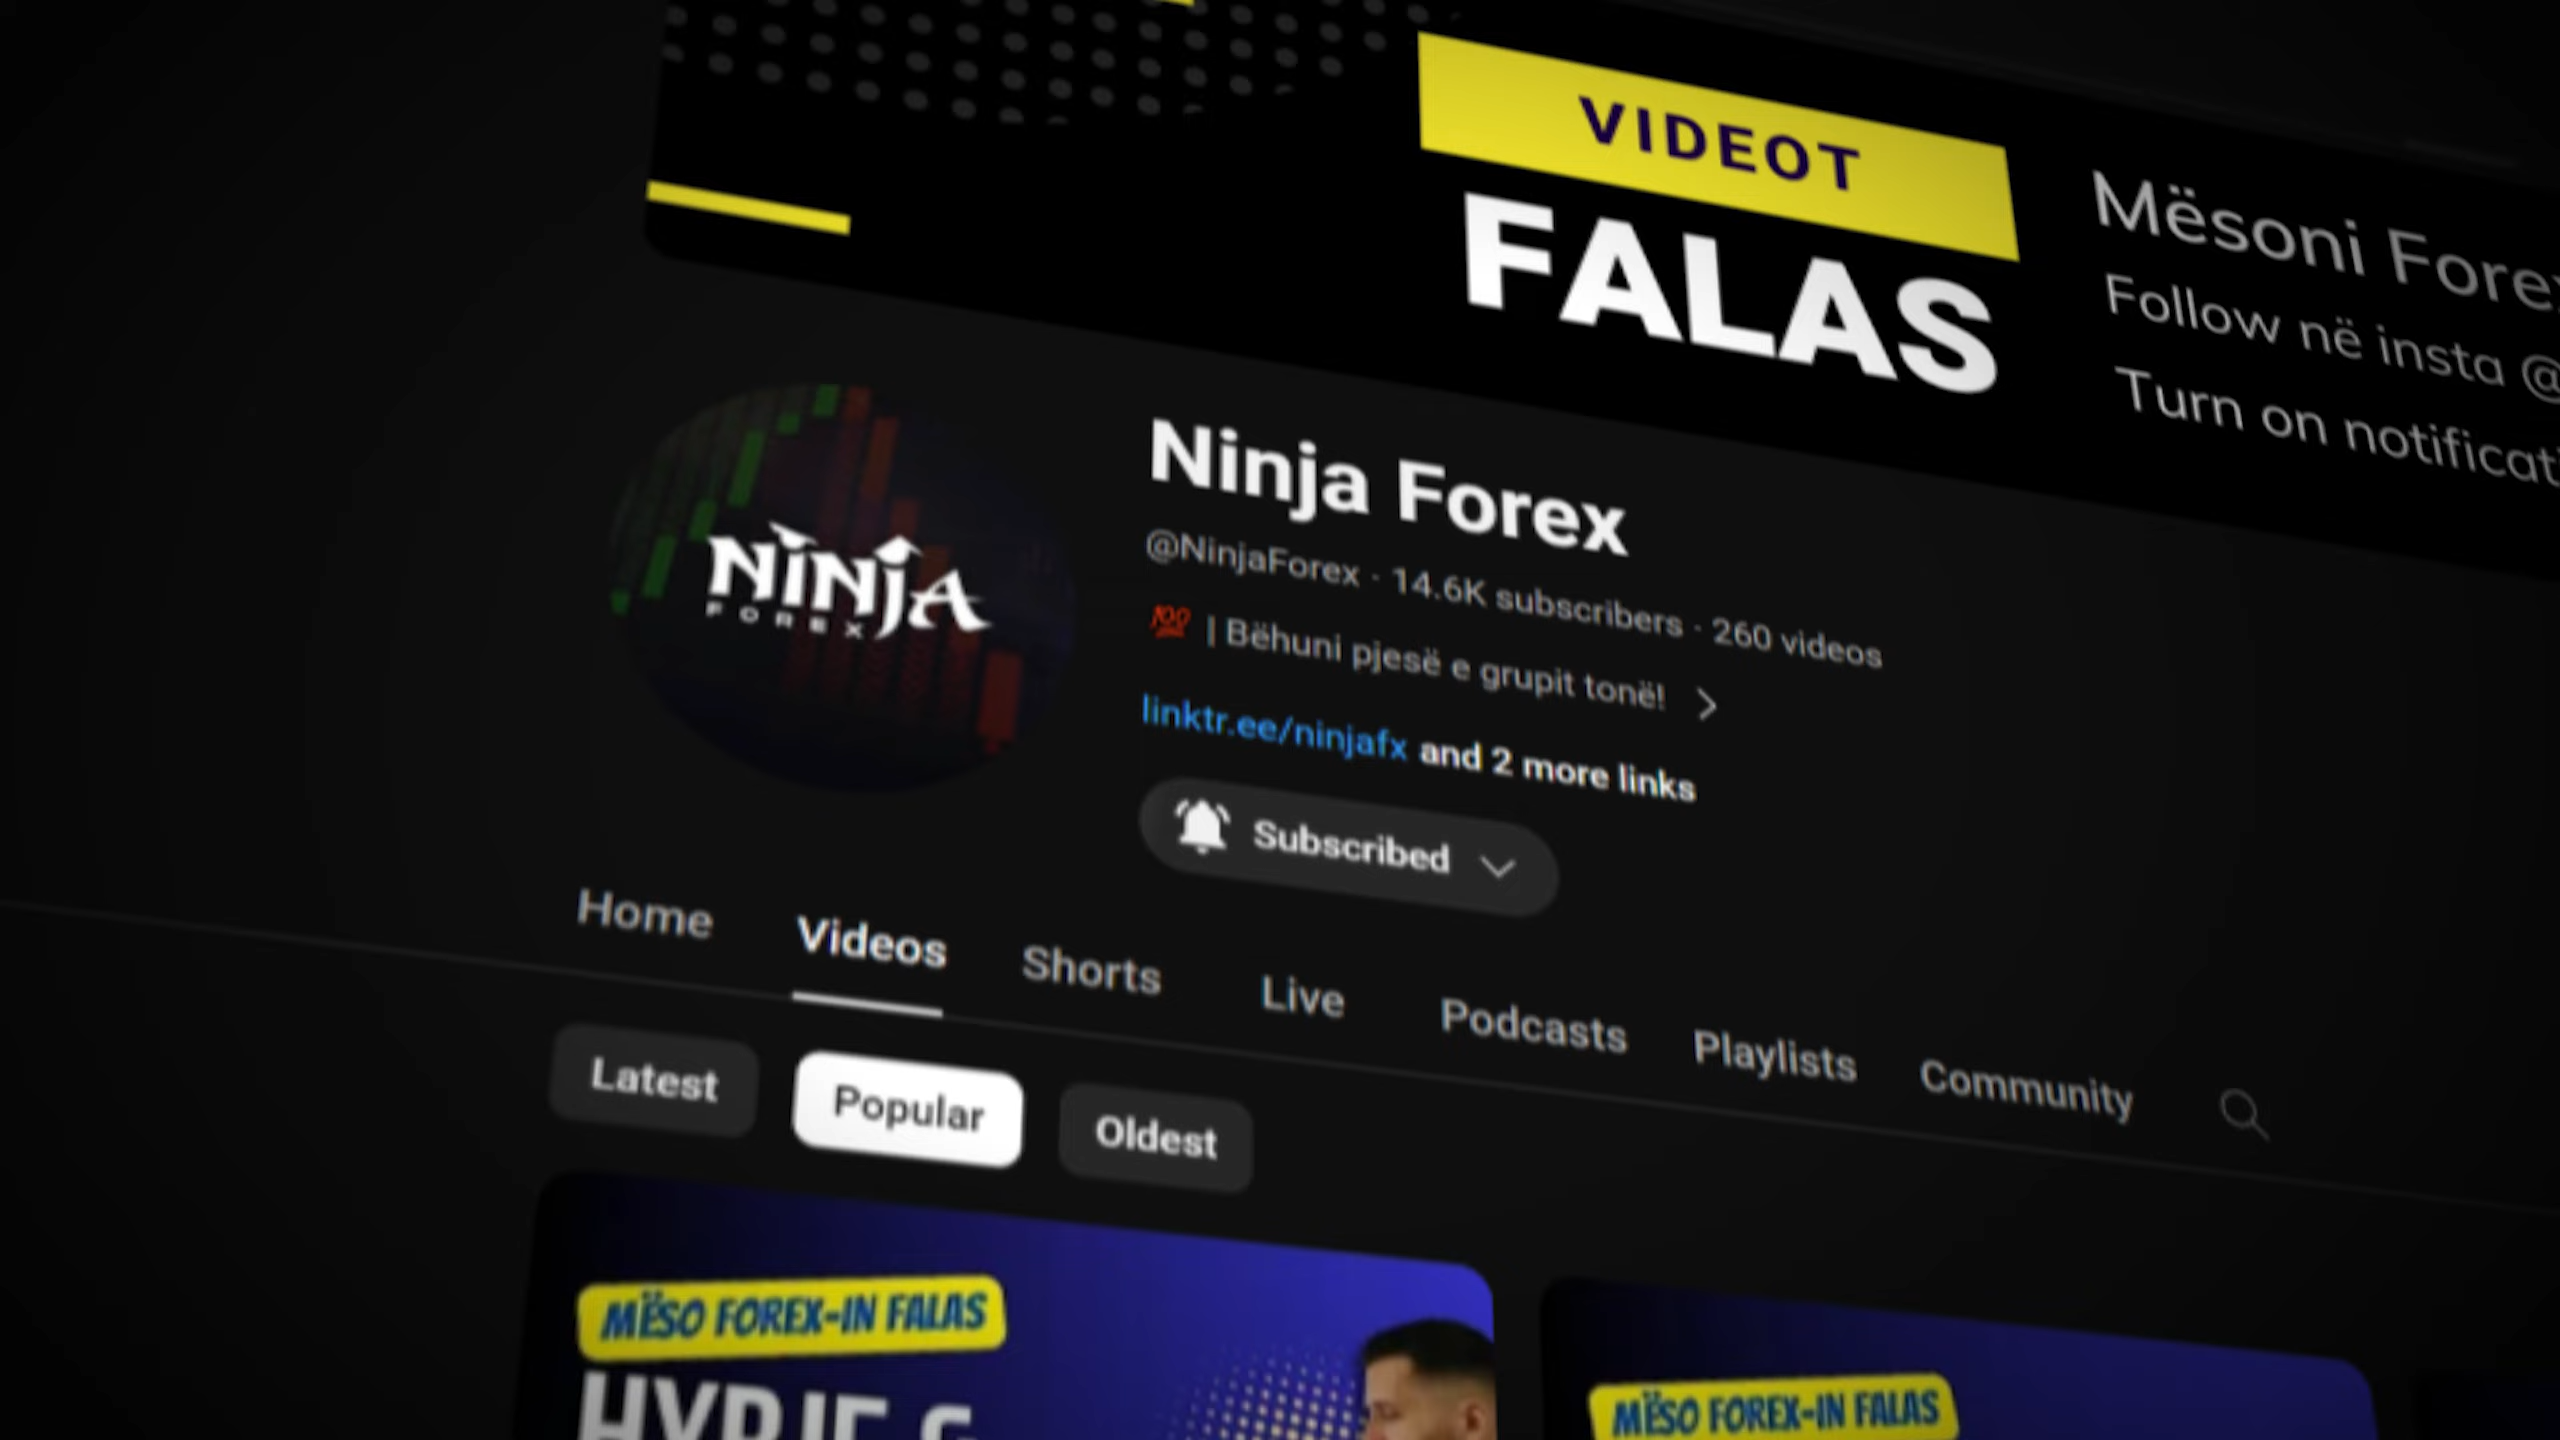 VIDEOT
FALAS
Mësoni
Follow në insta @
Turn on
NINJA
FOREX
Ninja Forex
@NinjaForex · 14.6K subscribers · 260 videos
💯 | Bëhuni pjesë e grupit tonë!
linktr.ee/ninjafx and 2 more links
Subscribed
Home Videos Shorts Live Podcasts Playlists Community
Latest Popular Oldest
MËSO FOREX-IN FALAS
MËSO FOREX-IN FALAS